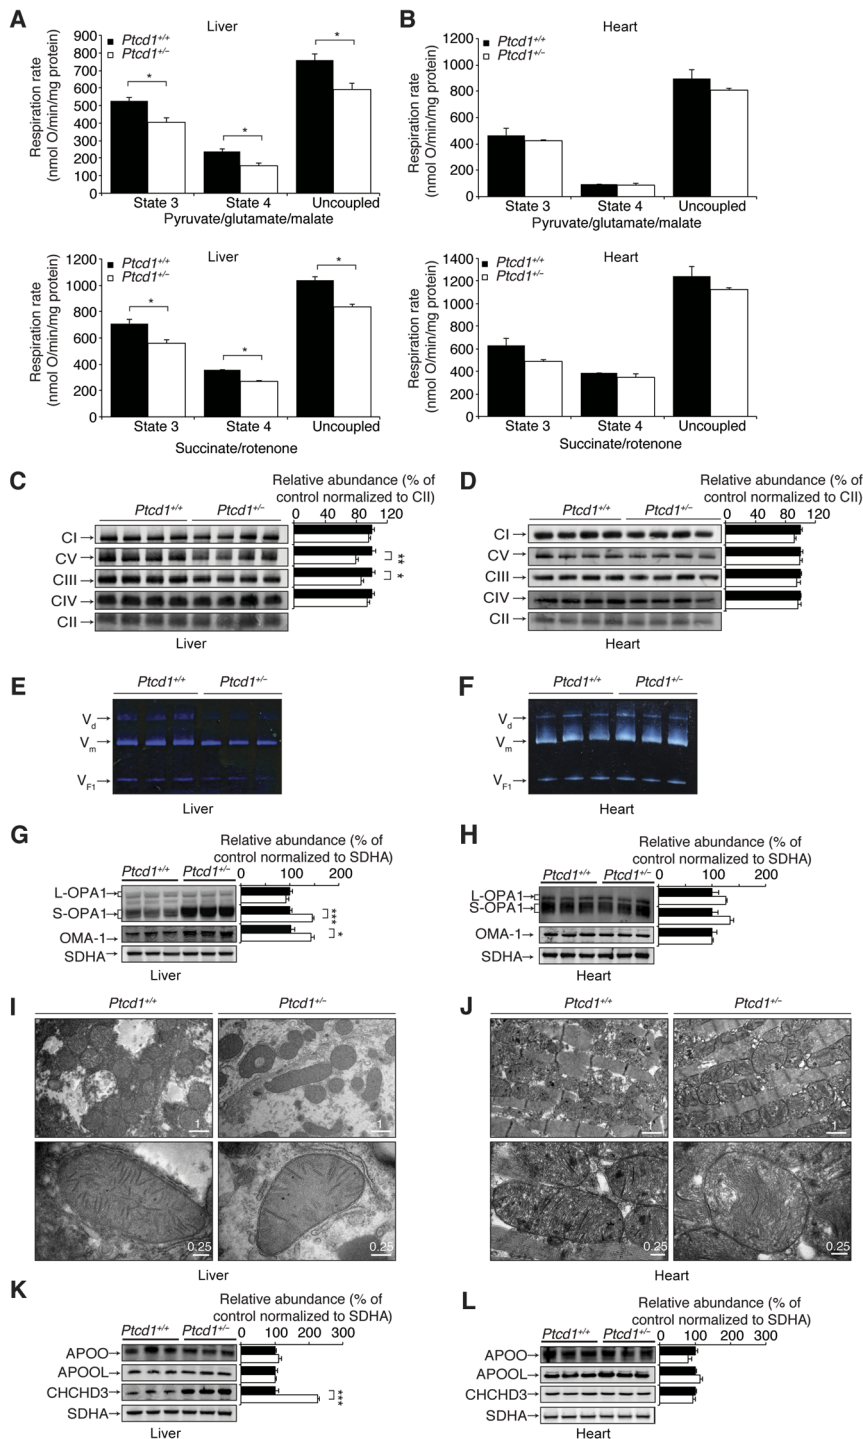 A
Liver
Ptcd1+/+
Ptcd1+/–
Respiration rate
(nmol O/min/mg protein)
900
800
700
600
500
400
300
200
100
0
*
*
*
State 3
State 4
Uncoupled
Pyruvate/glutamate/malate
B
Heart
Ptcd1+/+
Ptcd1+/–
Respiration rate
(nmol O/min/mg protein)
1200
1000
800
600
400
200
0
State 3
State 4
Uncoupled
Pyruvate/glutamate/malate
Liver
Ptcd1+/+
Ptcd1+/–
Respiration rate
(nmol O/min/mg protein)
1200
1000
800
600
400
200
0
*
*
*
State 3
State 4
Uncoupled
Succinate/rotenone
Heart
Ptcd1+/+
Ptcd1+/–
Respiration rate
(nmol O/min/mg protein)
1400
1200
1000
800
600
400
200
0
State 3
State 4
Uncoupled
Succinate/rotenone
C
Relative abundance (% of
control normalized to CII)
Ptcd1+/+
Ptcd1+/–
0 40 80 120
CI
CV
**
CIII
*
CIV
CII
Liver
D
Relative abundance (% of
control normalized to CII)
Ptcd1+/+
Ptcd1+/–
0 40 80 120
CI
CV
CIII
CIV
CII
Heart
E
Ptcd1+/+
Ptcd1+/–
Vd
Vm
VF1
Liver
F
Ptcd1+/+
Ptcd1+/–
Vd
Vm
VF1
Heart
G
Relative abundance (% of
control normalized to SDHA)
Ptcd1+/+
Ptcd1+/–
0 100 200
L-OPA1
S-OPA1
***
OMA-1
*
SDHA
Liver
H
Relative abundance (% of
control normalized to SDHA)
Ptcd1+/+
Ptcd1+/–
0 100 200
L-OPA1
S-OPA1
OMA-1
SDHA
Heart
I
Ptcd1+/+
Ptcd1+/–
1
1
0.25
0.25
Liver
J
Ptcd1+/+
Ptcd1+/–
1
1
0.25
0.25
Heart
K
Relative abundance (% of
control normalized to SDHA)
Ptcd1+/+
Ptcd1+/–
0 100 200 300
APOO
APOOL
CHCHD3
***
SDHA
Liver
L
Relative abundance (% of
control normalized to SDHA)
Ptcd1+/+
Ptcd1+/–
0 100 200 300
APOO
APOOL
CHCHD3
SDHA
Heart